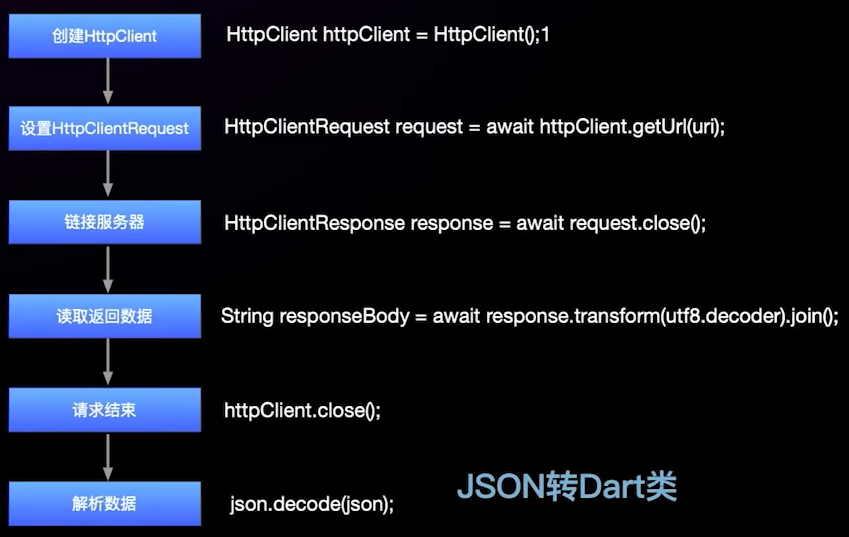 创建HttpClient
HttpClient httpClient = HttpClient();1
设置HttpClientRequest
HttpClientRequest request = await httpClient.getUrl(uri);
链接服务器
HttpClientResponse response = await request.close();
读取返回数据
String responseBody = await response.transform(utf8.decoder).join();
请求结束
httpClient.close();
解析数据
json.decode(json);
JSON转Dart类